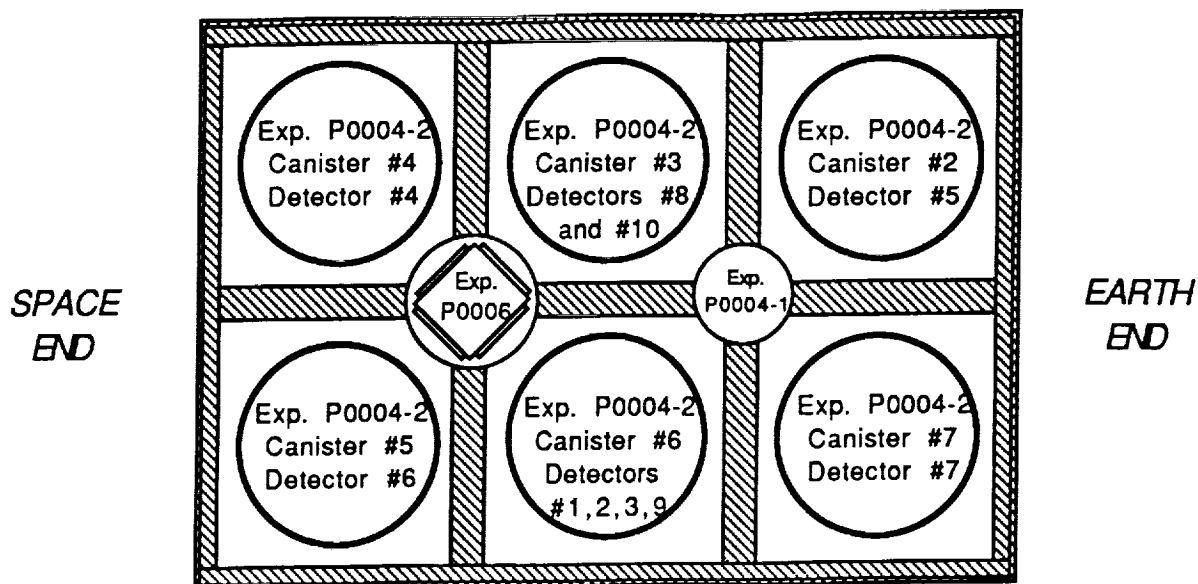 Exp. P0004-2
Canister #4
Detector #4
Exp. P0004-2
Canister #3
Detectors #8
and #10
Exp. P0004-2
Canister #2
Detector #5
SPACE
END
Exp.
P0006
Exp.
P0004-1
EARTH
END
Exp. P0004-2
Canister #5
Detector #6
Exp. P0004-2
Canister #6
Detectors
#1,2,3,9
Exp. P0004-2
Canister #7
Detector #7